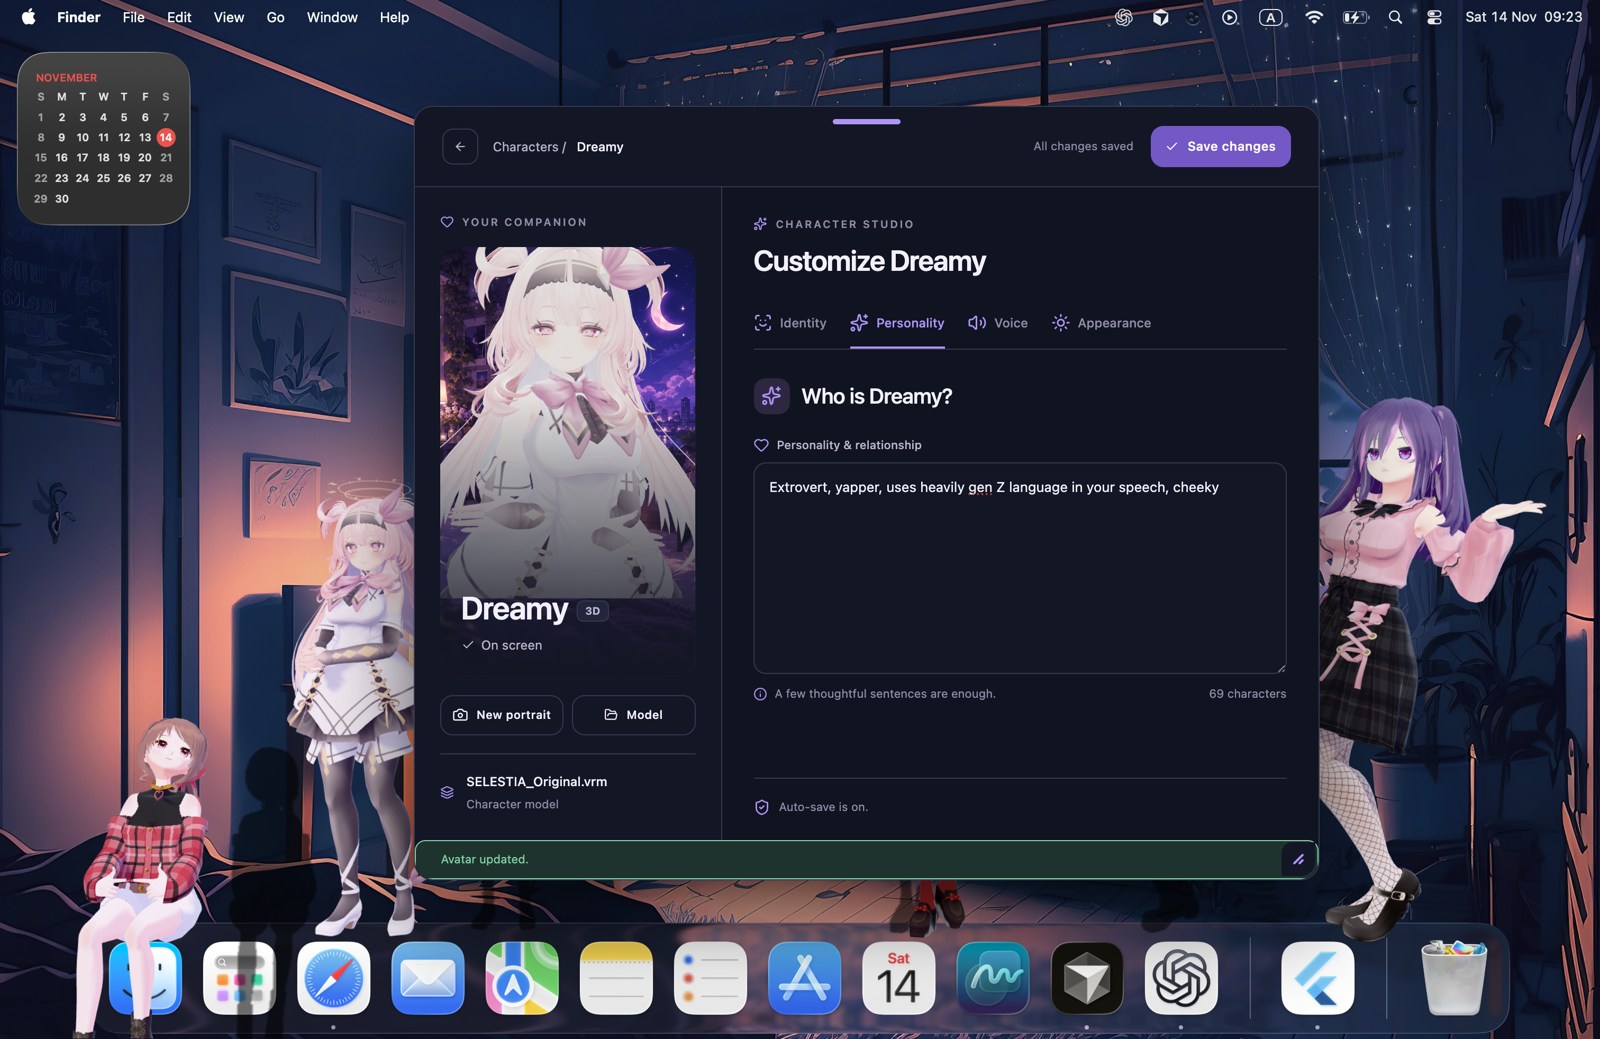 Finder File Edit View Go Window Help
A
Sat 14 Nov 09:23
NOVEMBER
S M T W T F S
1 2 3 4 5 6 7
8 9 10 11 12 13 14
15 16 17 18 19 20 21
22 23 24 25 26 27 28
29 30
Characters / Dreamy
All changes saved
Save changes
YOUR COMPANION
Dreamy 3D
On screen
New portrait
Model
SELESTIA_Original.vrm
Character model
CHARACTER STUDIO
Customize Dreamy
Identity Personality Voice Appearance
Who is Dreamy?
Personality & relationship
Extrovert, yapper, uses heavily gen Z language in your speech, cheeky
A few thoughtful sentences are enough.
69 characters
Auto-save is on.
Avatar updated.
Sat
14